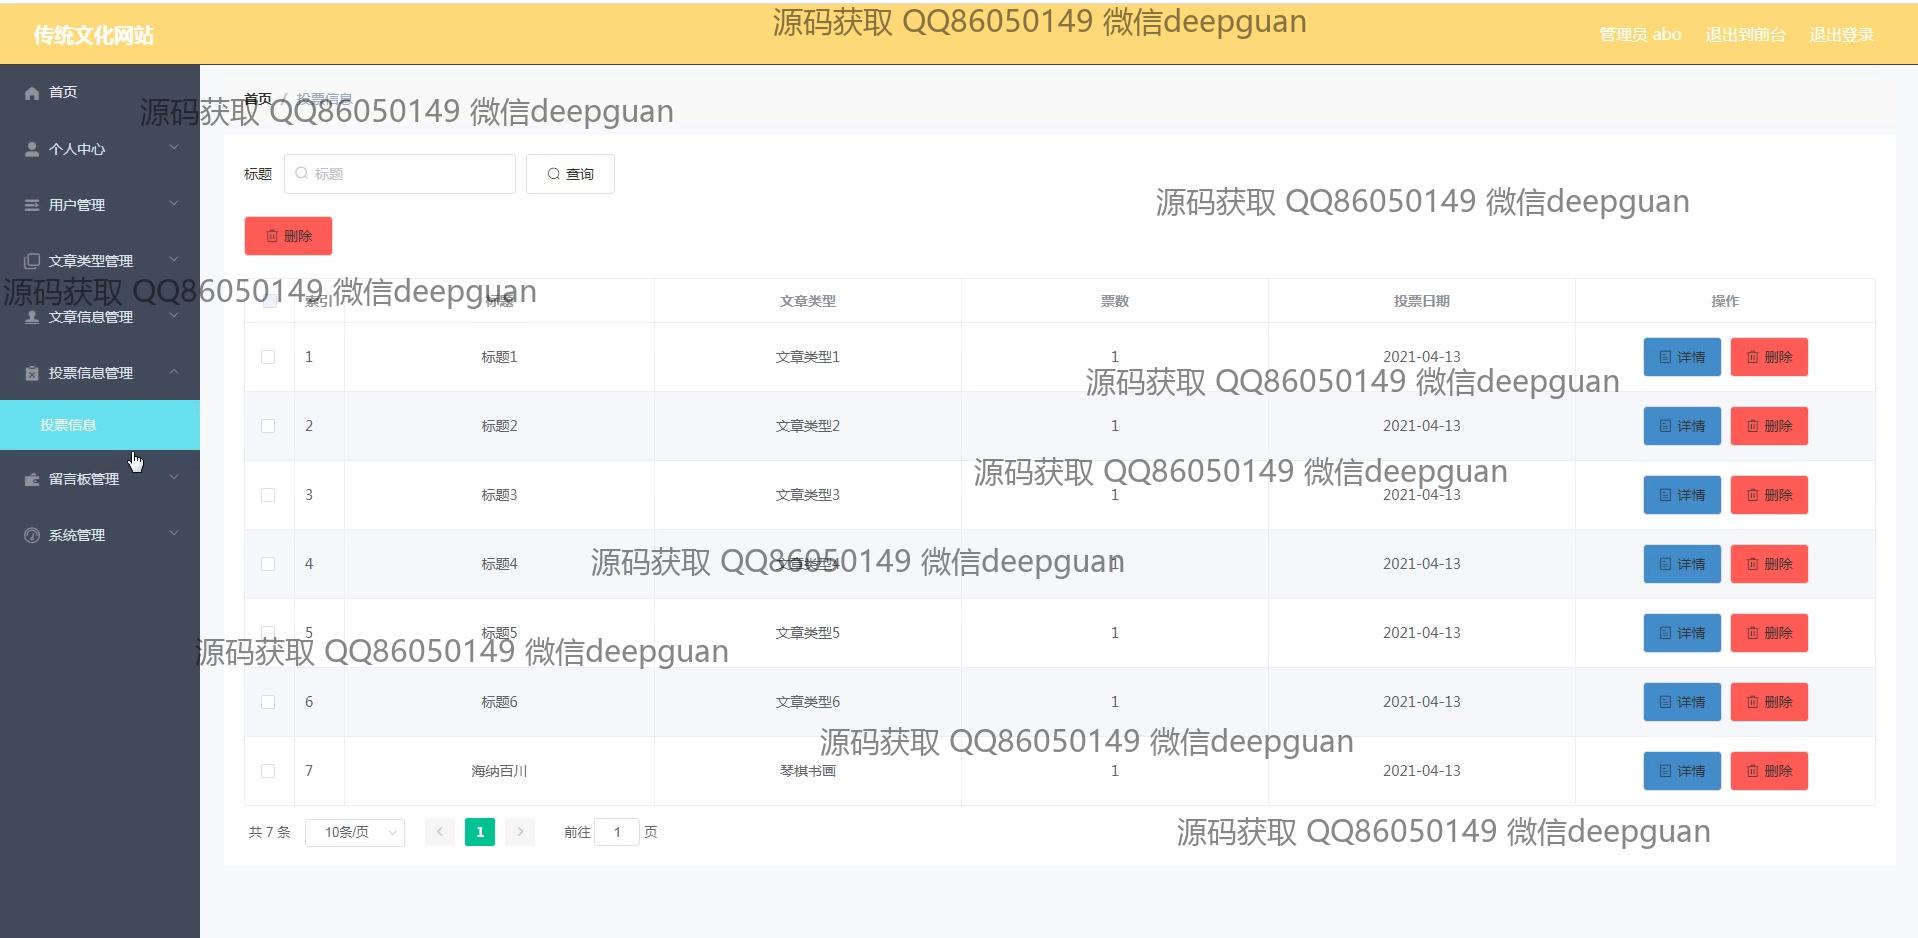 源码获取 QQ86050149 微信deepguan
传统文化网站
管理员 abo 退出到前台 退出登录
首页
首页 / 投票信息
源码获取 QQ86050149 微信deepguan
个人中心
标题 标题 查询
源码获取 QQ86050149 微信deepguan
用户管理
删除
文章类型管理
源码获取 QQ86050149 微信deepguan
索引 标题 文章类型 票数 投票日期 操作
文章信息管理
1 标题1 文章类型1 1 2021-04-13 详情 删除
投票信息管理
源码获取 QQ86050149 微信deepguan
投票信息
2 标题2 文章类型2 1 2021-04-13 详情 删除
源码获取 QQ86050149 微信deepguan
留言板管理
3 标题3 文章类型3 1 2021-04-13 详情 删除
系统管理
源码获取 QQ86050149 微信deepguan
4 标题4 文章类型4 1 2021-04-13 详情 删除
5 标题5 文章类型5 1 2021-04-13 详情 删除
源码获取 QQ86050149 微信deepguan
6 标题6 文章类型6 1 2021-04-13 详情 删除
源码获取 QQ86050149 微信deepguan
7 海纳百川 琴棋书画 1 2021-04-13 详情 删除
共 7 条 10条/页 1 前往 1 页
源码获取 QQ86050149 微信deepguan